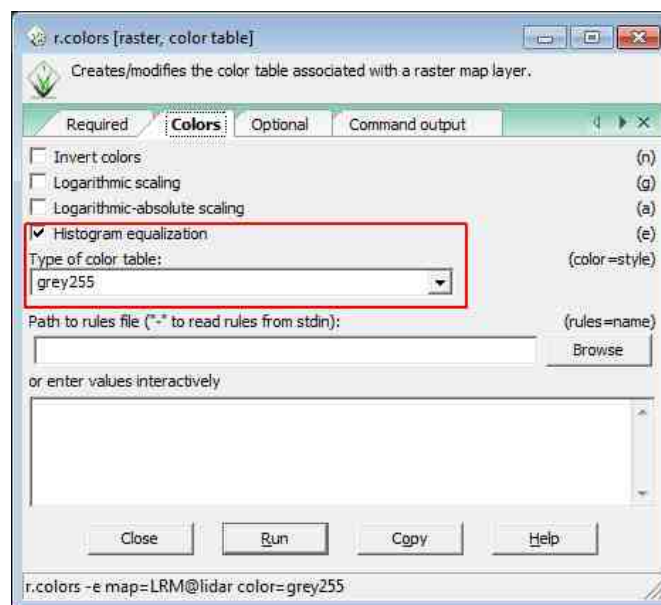 r.colors [raster, color table]
Creates/modifies the color table associated with a raster map layer.
Required Colors Optional Command output
Invert colors (n)
Logarithmic scaling (g)
Logarithmic-absolute scaling (a)
Histogram equalization (e)
Type of color table: (color=style)
grey255
Path to rules file ("-" to read rules from stdin): (rules=name)
Browse
or enter values interactively
Close Run Copy Help
r.colors -e map=LRM@lidar color=grey255